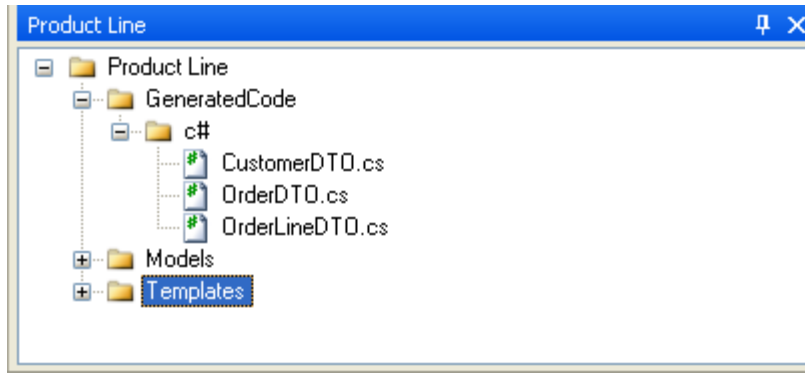 Product Line
Product Line
GeneratedCode
c#
CustomerDTO.cs
OrderDTO.cs
OrderLineDTO.cs
Models
Templates